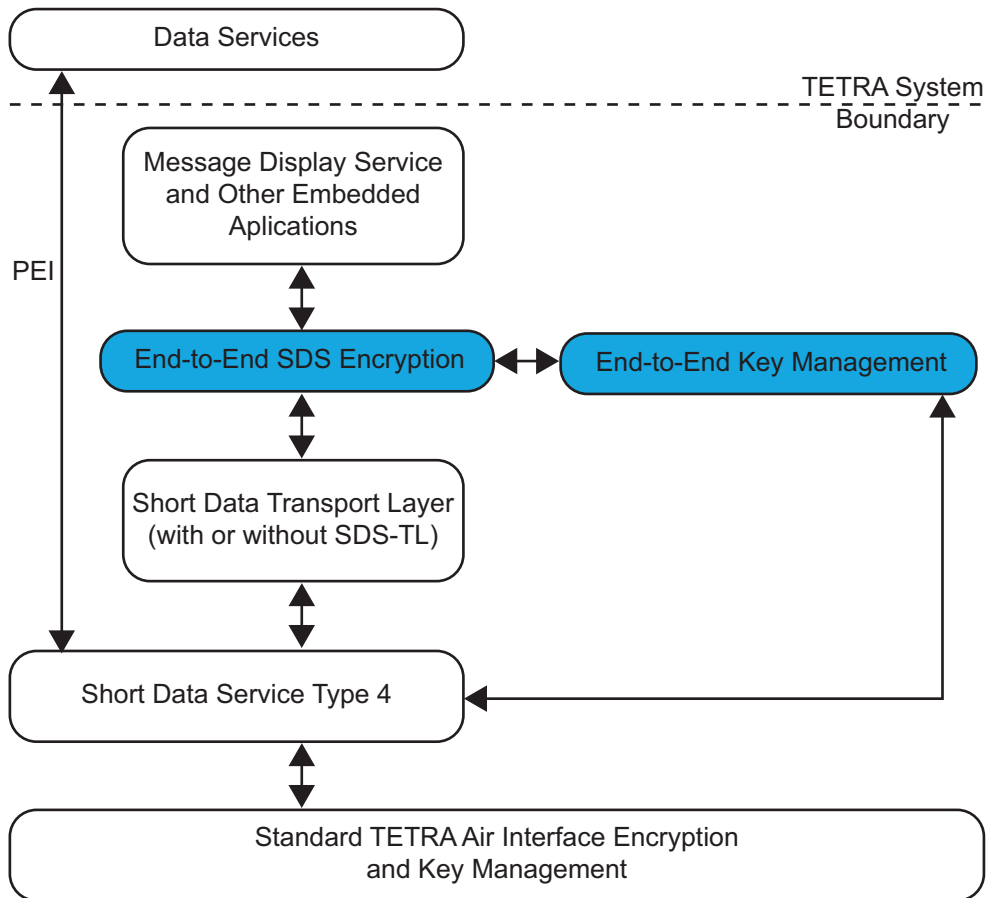 Data Services
TETRA System
Boundary
Message Display Service
and Other Embedded
Aplications
PEI
End-to-End SDS Encryption
End-to-End Key Management
Short Data Transport Layer
(with or without SDS-TL)
Short Data Service Type 4
Standard TETRA Air Interface Encryption
and Key Management